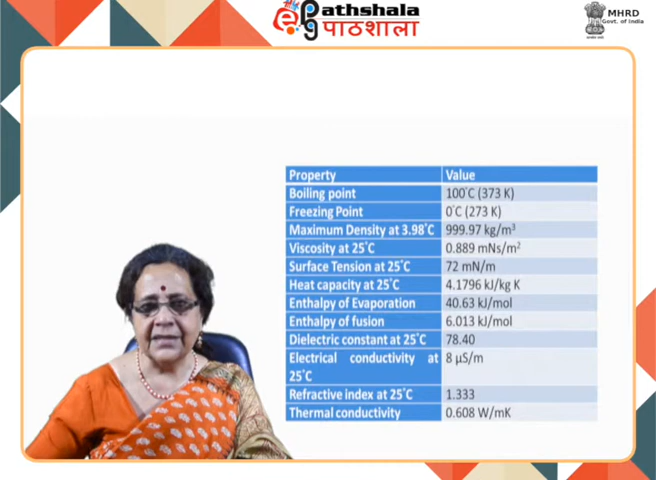 My
e Pathshala
पाठशाला
MHRD
Govt. of India
Property Value
Boiling point 100°C (373 K)
Freezing Point 0°C (273 K)
Maximum Density at 3.98°C 999.97 kg/m³
Viscosity at 25°C 0.889 mNs/m²
Surface Tension at 25°C 72 mN/m
Heat capacity at 25°C 4.1796 kJ/kg K
Enthalpy of Evaporation 40.63 kJ/mol
Enthalpy of fusion 6.013 kJ/mol
Dielectric constant at 25°C 78.40
Electrical conductivity at 8 µS/m
25°C
Refractive index at 25°C 1.333
Thermal conductivity 0.608 W/mK